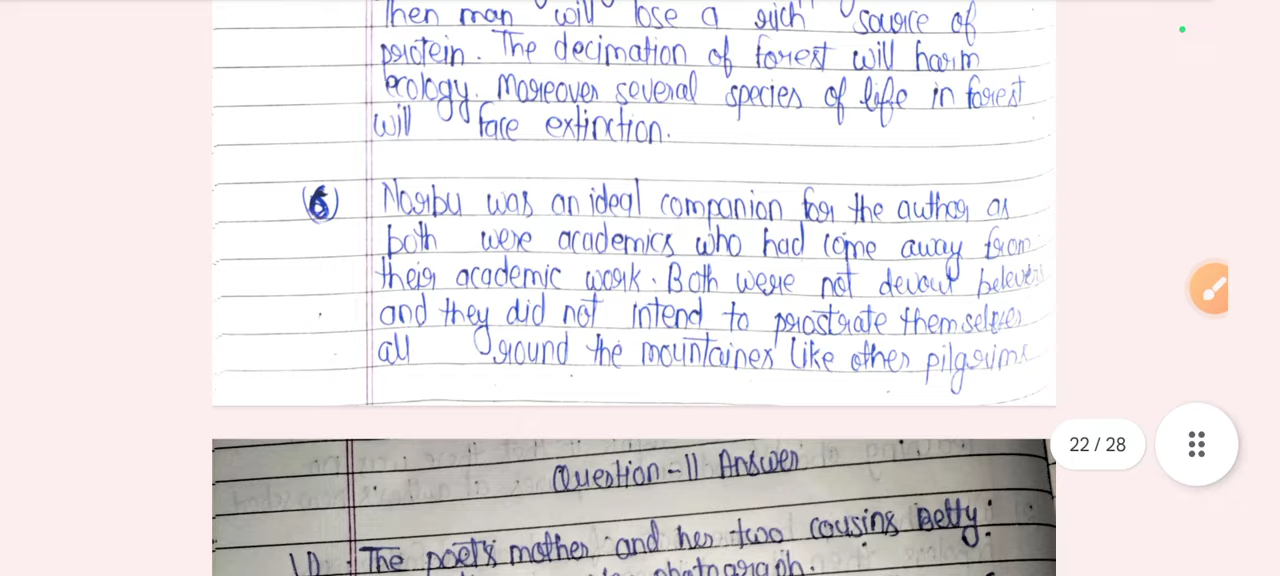 Then man will lose a rich source of
protein. The decimation of forest will harm
ecology. Moreover several species of life in forest
will face extinction.
(6) Norbu was an ideal companion for the author as
both were academics who had come away from
their academic work. Both were not devout belevers
and they did not intend to prostrate themselves
all ground the mountaines like other pilgrims
22 / 28
Question-11 Answer
1) The poet's mother and her two cousins Betty
photograph.